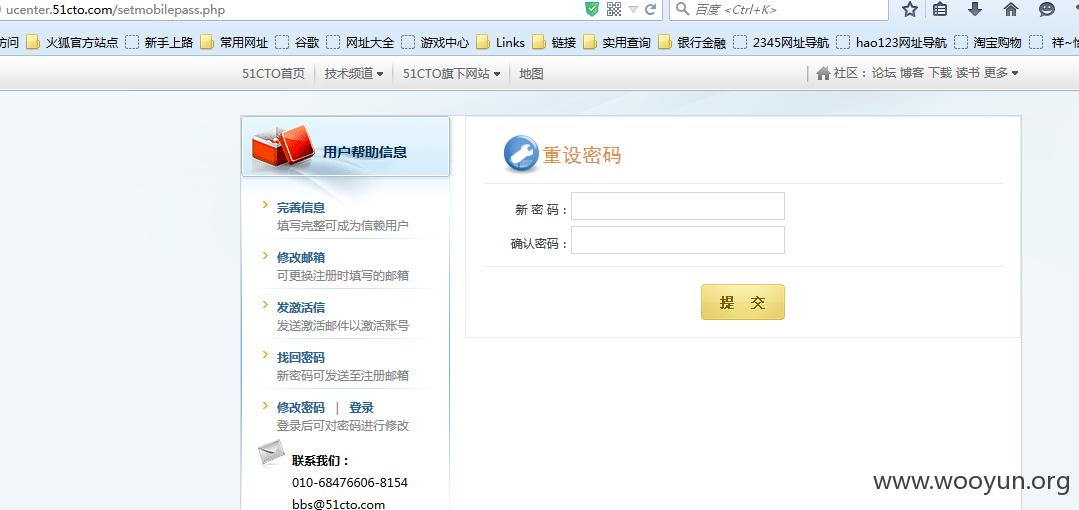 ucenter.51cto.com/setmobilepass.php
百度 <Ctrl+K>
访问 火狐官方站点 新手上路 常用网址 谷歌 网址大全 游戏中心 Links 链接 实用查询 银行金融 2345网址导航 hao123网址导航 淘宝购物
51CTO首页 技术频道 51CTO旗下网站 地图
社区： 论坛 博客 下载 读书 更多
用户帮助信息
完善信息
填写完整可成为信赖用户
修改邮箱
可更换注册时填写的邮箱
发激活信
发送激活邮件以激活账号
找回密码
新密码可发送至注册邮箱
修改密码 | 登录
登录后可对密码进行修改
联系我们：
010-68476606-8154
bbs@51cto.com
重设密码
新 密 码：
确认密码：
提 交
www.wooyun.org